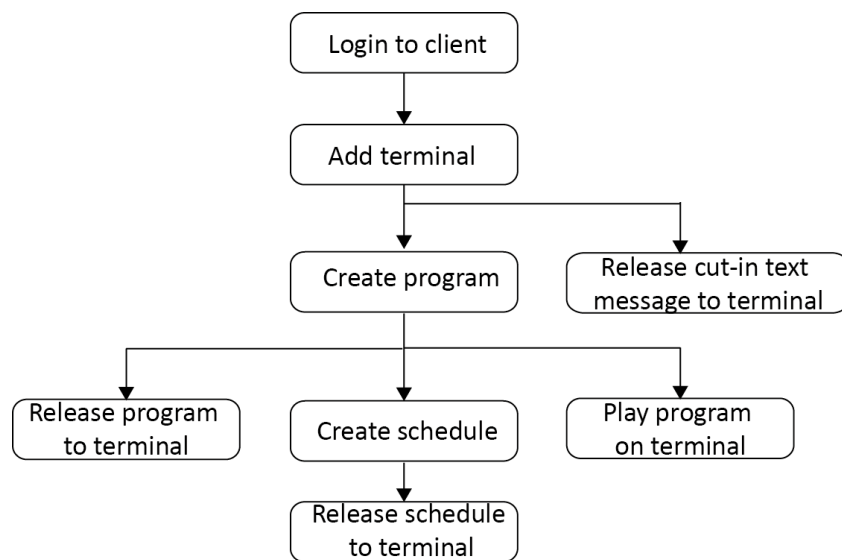 Login to client
Add terminal
Create program
Release cut-in text
message to terminal
Release program
to terminal
Create schedule
Play program
on terminal
Release schedule
to terminal